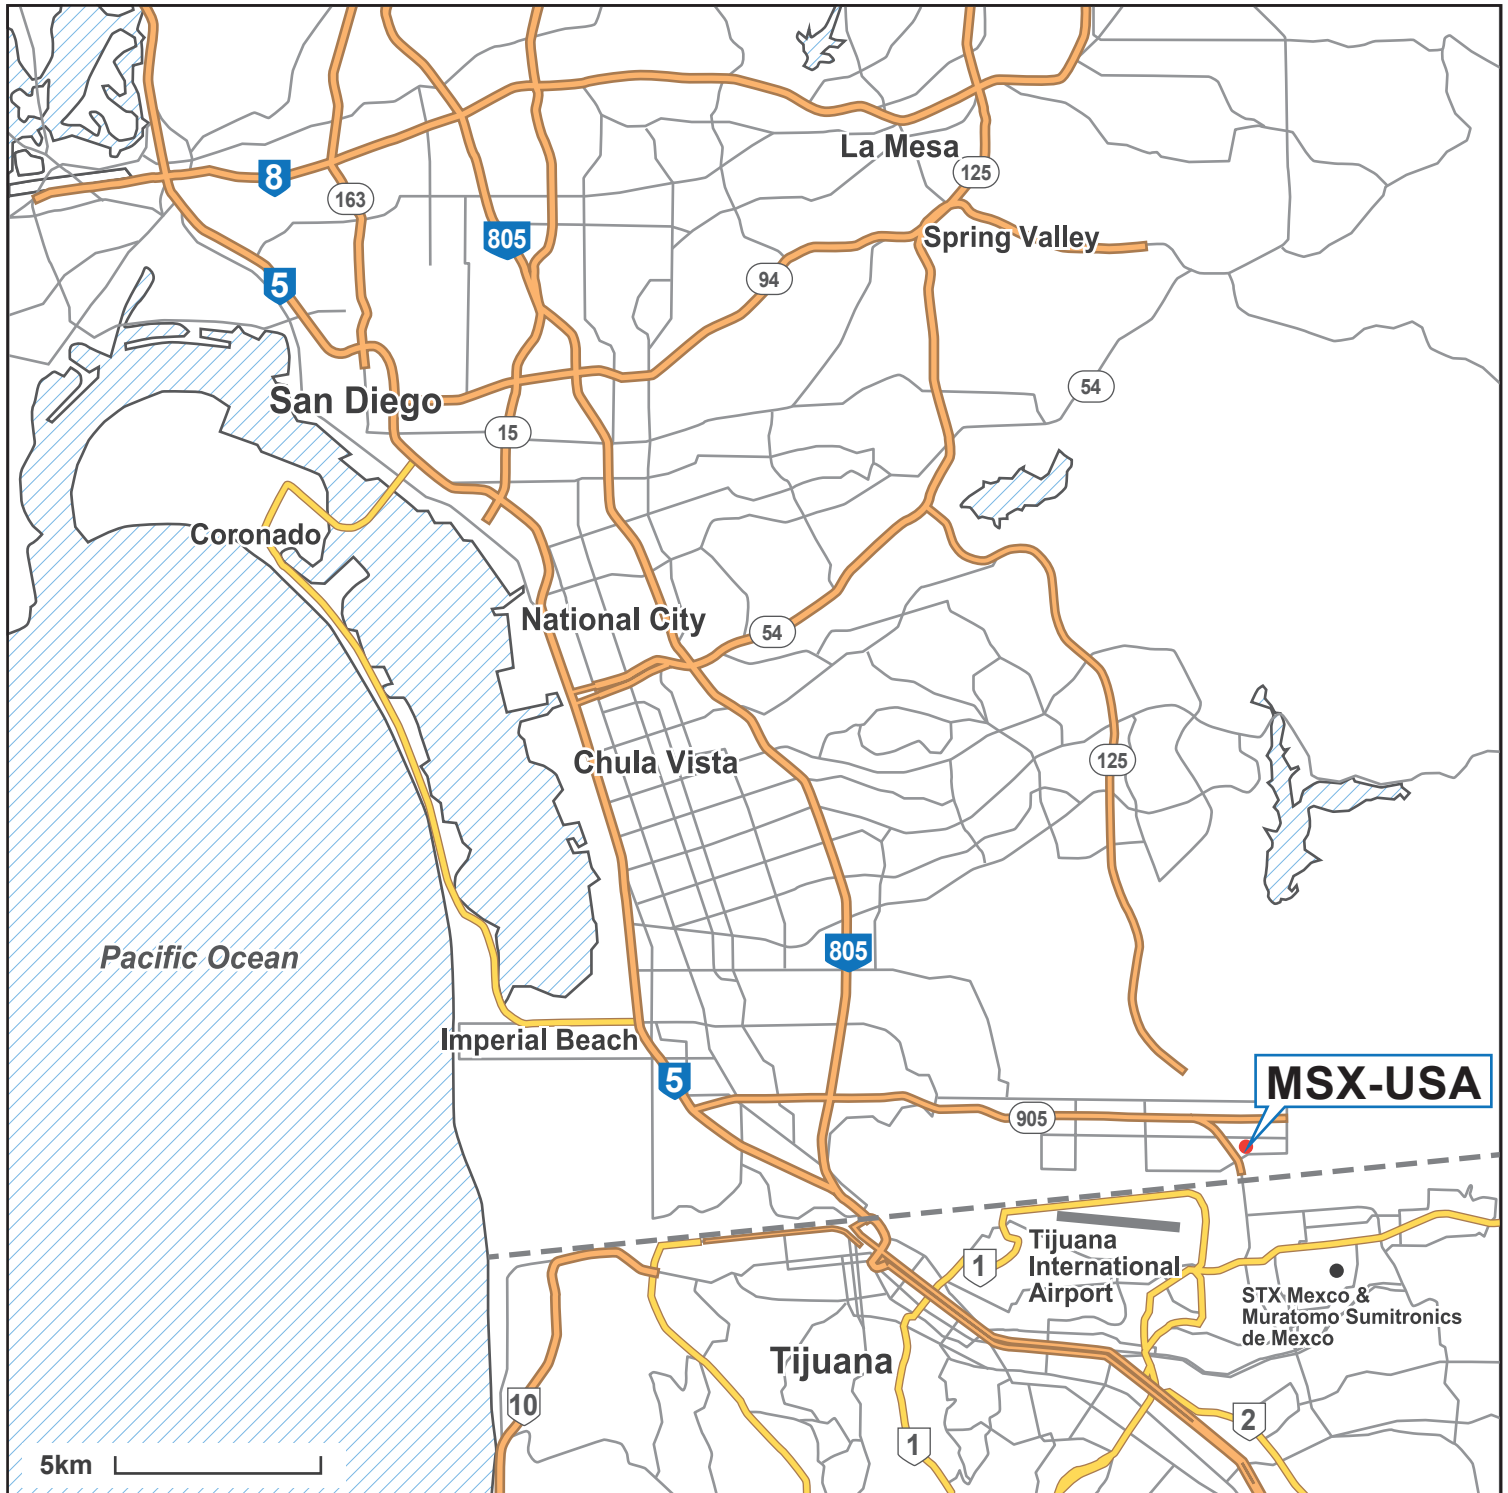 La Mesa
125
8
163
Spring Valley
805
94
5
54
San Diego
15
Coronado
National City
54
Chula Vista
125
805
Pacific Ocean
Imperial Beach
5
MSX-USA
905
Tijuana
International
Airport
1
STX Mexco &
Muratomo Sumitronics
de Mexco
Tijuana
10
2
1
5km